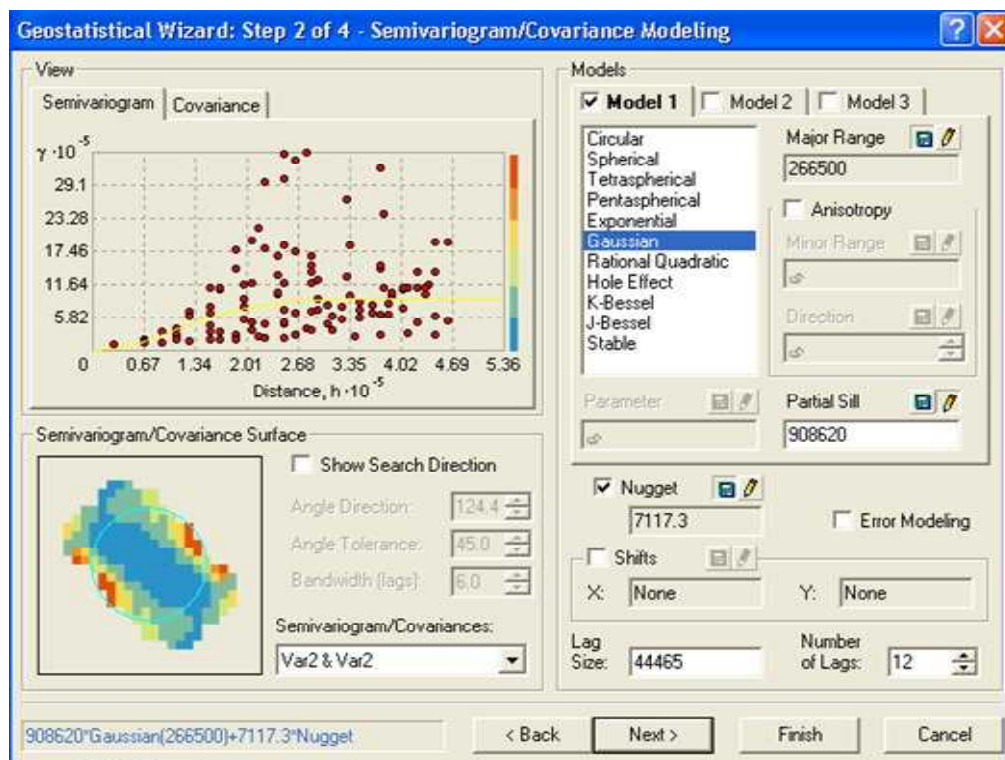 Geostatistical Wizard: Step 2 of 4 - Semivariogram/Covariance Modeling
View
Semivariogram
Covariance
γ ·10 -5
29.1
23.28
17.46
11.64
5.82
0 0.67 1.34 2.01 2.68 3.35 4.02 4.69 5.36
Distance, h ·10 -5
Semivariogram/Covariance Surface
Show Search Direction
Angle Direction: 124.4
Angle Tolerance: 45.0
Bandwidth (lags): 6.0
Semivariogram/Covariances:
Var2 & Var2
Models
Model 1 Model 2 Model 3
Circular
Spherical
Tetraspherical
Pentaspherical
Exponential
Gaussian
Rational Quadratic
Hole Effect
K-Bessel
J-Bessel
Stable
Major Range
266500
Anisotropy
Minor Range
Direction
Parameter
Partial Sill
908620
Nugget
7117.3
Error Modeling
Shifts
X: None Y: None
Lag Size: 44465
Number of Lags: 12
908620*Gaussian(266500)+7117.3*Nugget
< Back Next > Finish Cancel